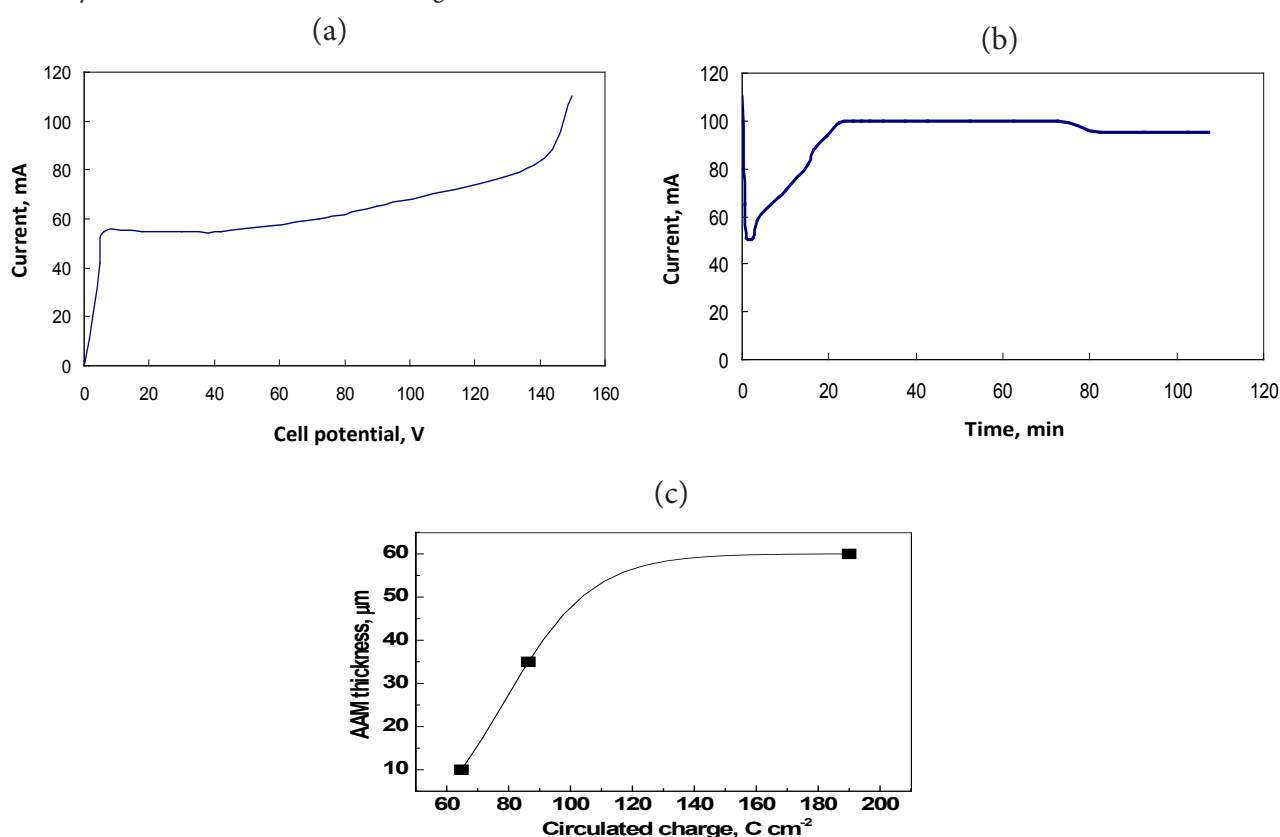 (a)
120
100
80
60
40
20
0
Current, mA
0 20 40 60 80 100 120 140 160
Cell potential, V
(b)
120
100
80
60
40
20
0
Current, mA
0 20 40 60 80 100 120
Time, min
(c)
60
50
40
30
20
10
AAM thickness, μm
60 80 100 120 140 160 180 200
Circulated charge, C cm-2